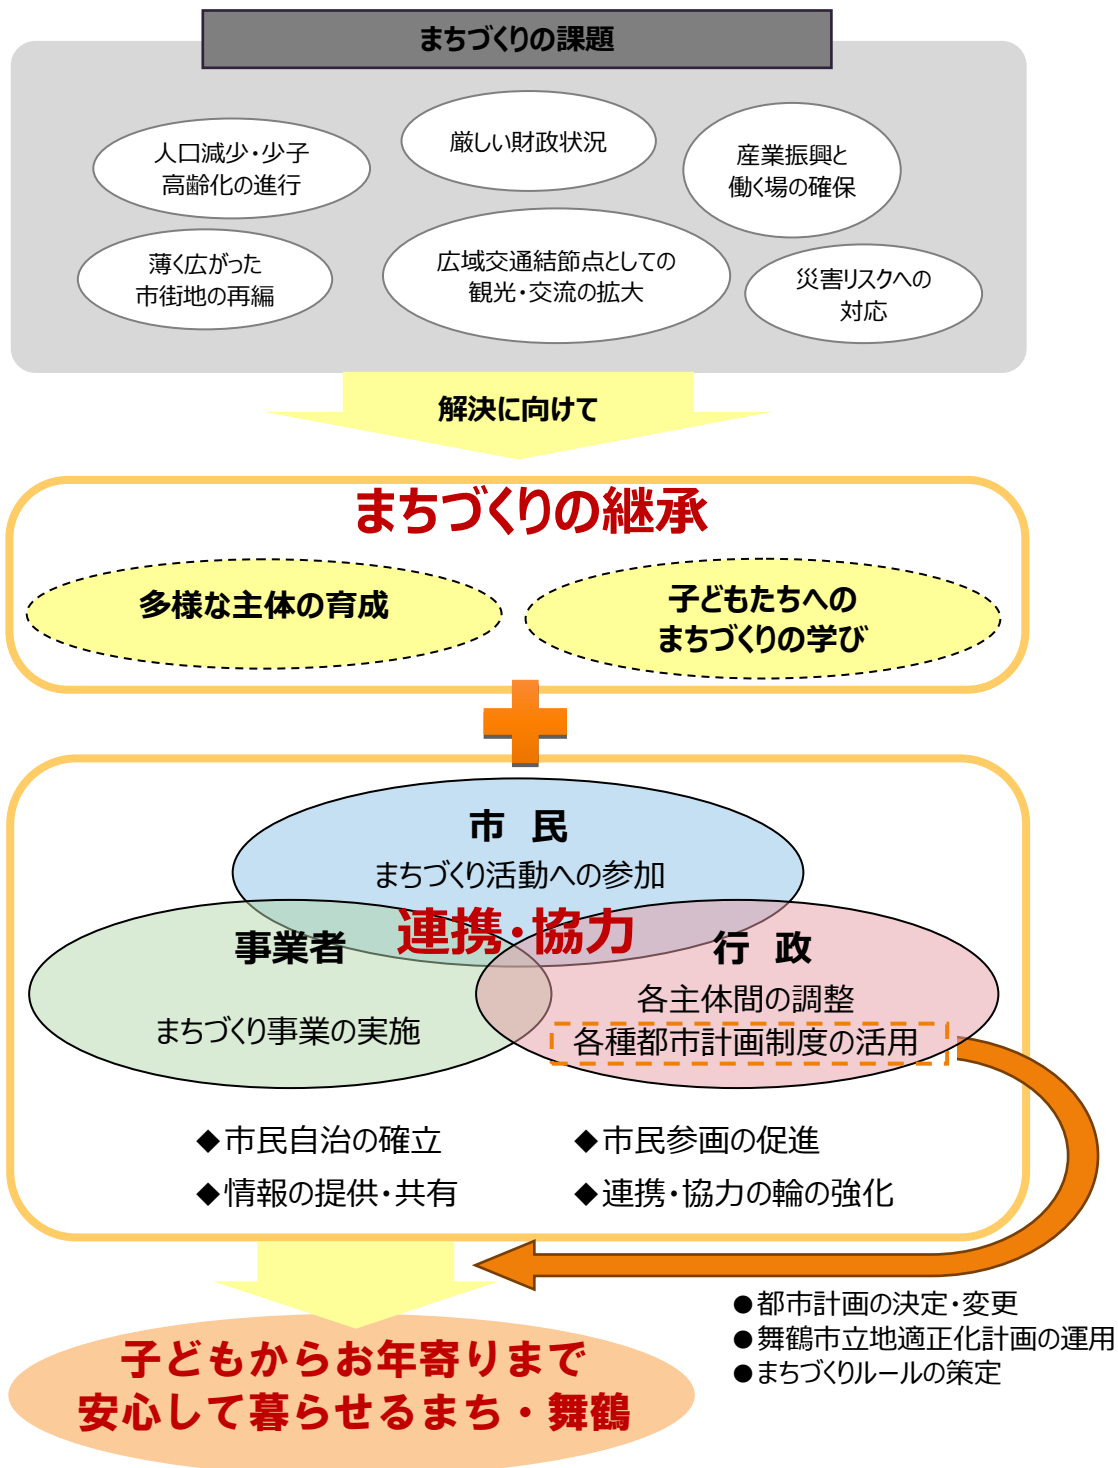 まちづくりの課題
人口減少・少子
高齢化の進行
厳しい財政状況
産業振興と
働く場の確保
薄く広がった
市街地の再編
広域交通結節点としての
観光・交流の拡大
災害リスクへの
対応
解決に向けて
まちづくりの継承
多様な主体の育成
子どもたちへの
まちづくりの学び
市　民
まちづくり活動への参加
連携・協力
事業者
まちづくり事業の実施
行　政
各主体間の調整
各種都市計画制度の活用
◆市民自治の確立
◆市民参画の促進
◆情報の提供・共有
◆連携・協力の輪の強化
●都市計画の決定・変更
●舞鶴市立地適正化計画の運用
●まちづくりルールの策定
子どもからお年寄りまで
安心して暮らせるまち・舞鶴